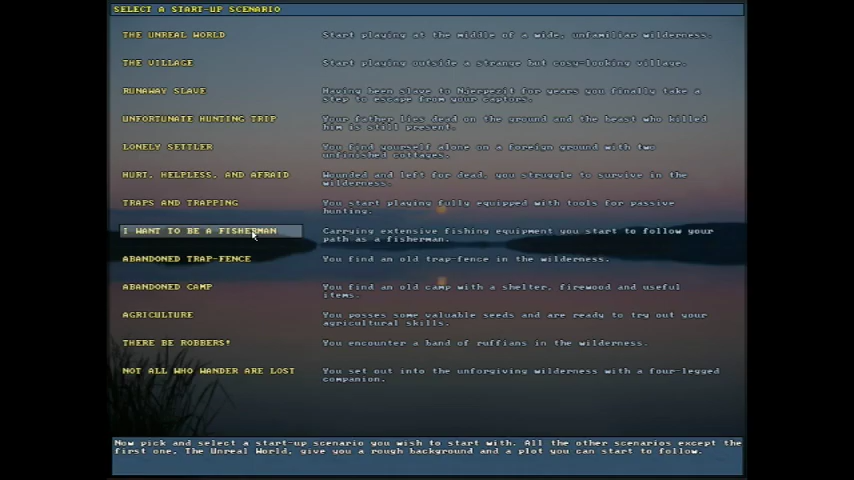 SELECT A START-UP SCENARIO
THE UNREAL WORLD
Start playing at the middle of a wide, unfamiliar wilderness.
THE VILLAGE
Start playing outside a strange but cosy-looking village.
RUNAWAY SLAVE
Having been slave to Njerpezit for years you finally take a
step to escape from your captors.
UNFORTUNATE HUNTING TRIP
Your father lies dead on the ground and the beast who killed
him is still present.
LONELY SETTLER
You find yourself alone on a foreign ground with two
unfinished cottages.
HURT, HELPLESS, AND AFRAID
Wounded and left for dead, you struggle to survive in the
wilderness.
TRAPS AND TRAPPING
You start playing fully equipped with tools for passive
hunting.
I WANT TO BE A FISHERMAN
Carrying extensive fishing equipment you start to follow your
path as a fisherman.
ABANDONED TRAP-FENCE
You find an old trap-fence in the wilderness.
ABANDONED CAMP
You find an old camp with a shelter, firewood and useful
items.
AGRICULTURE
You posses some valuable seeds and are ready to try out your
agricultural skills.
THERE BE ROBBERS!
You encounter a band of ruffians in the wilderness.
NOT ALL WHO WANDER ARE LOST
You set out into the unforgiving wilderness with a four-legged
companion.
Now pick and select a start-up scenario you wish to start with. All the other scenarios except the
first one, The Unreal World, give you a rough background and a plot you can start to follow.